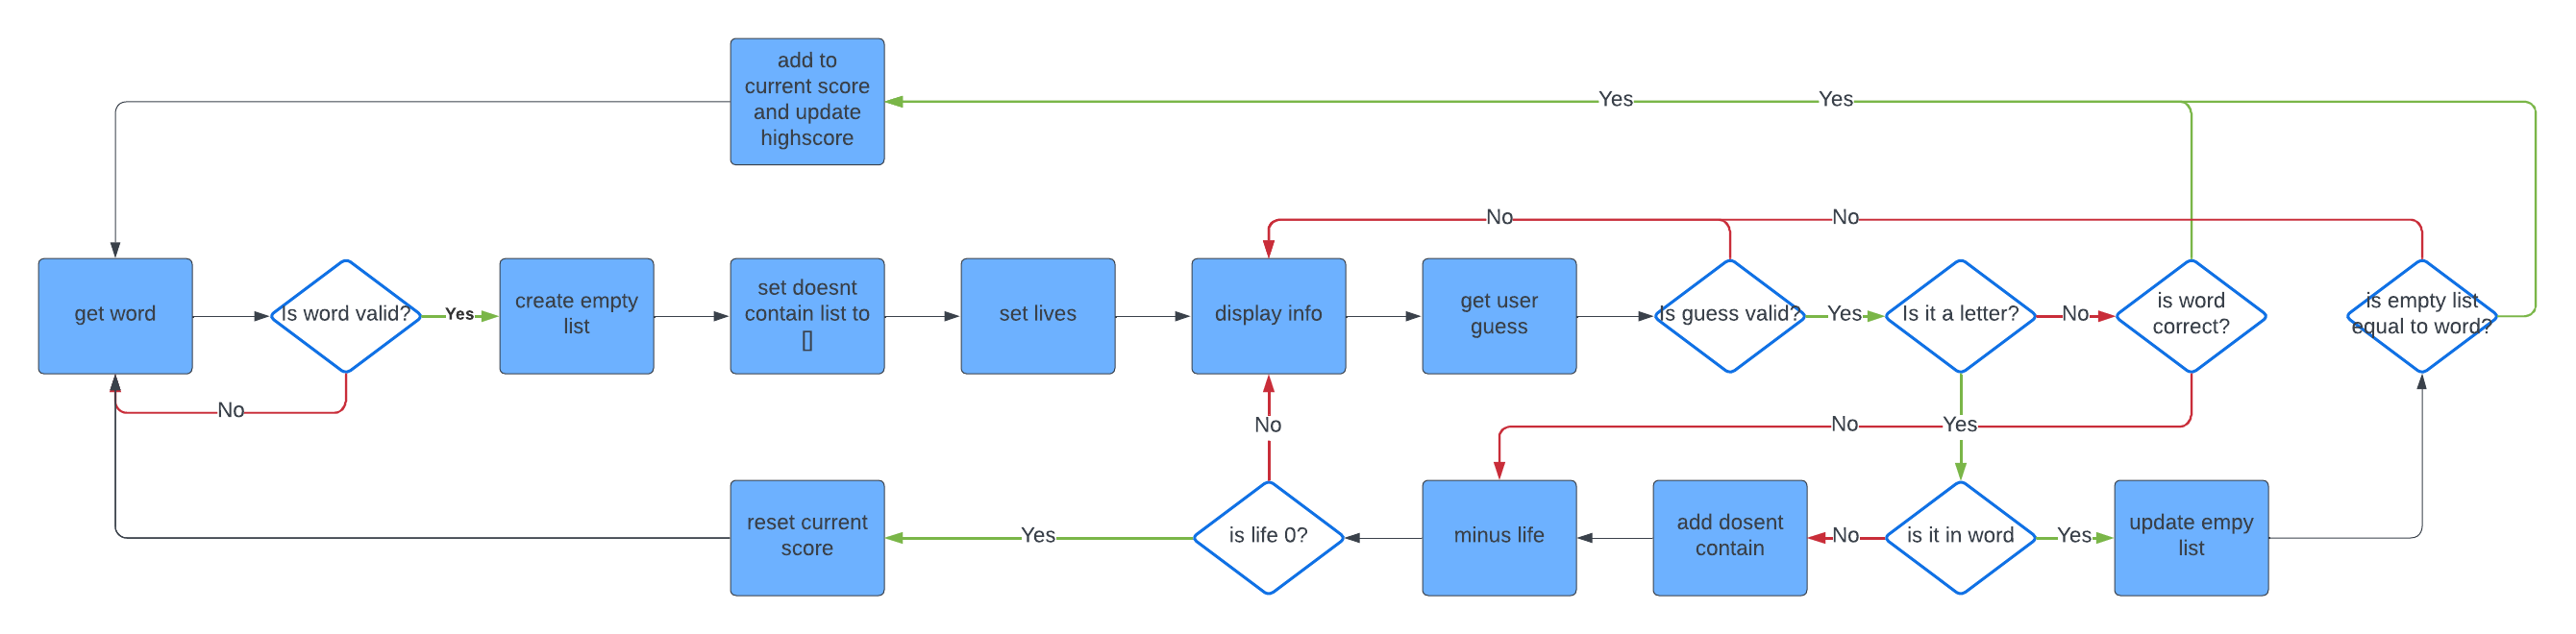 add to
current score
and update
highscore
Yes
Yes
No
No
get word
Is word valid?
Yes
create empty
list
set doesnt
contain list to
[]
set lives
display info
get user
guess
Is guess valid?
Yes
Is it a letter?
No
is word
correct?
is empty list
equal to word?
No
No
No
Yes
reset current
score
Yes
is life 0?
minus life
add dosent
contain
No
is it in word
Yes
update empy
list